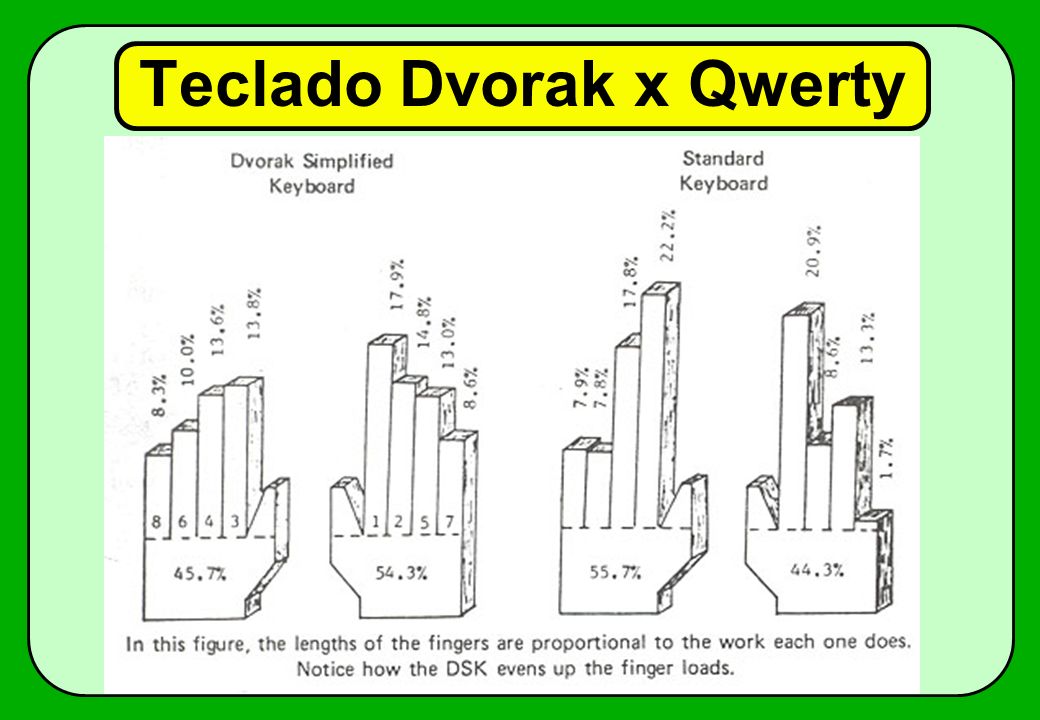 Teclado Dvorak x Qwerty
Dvorak Simplified
Keyboard
Standard
Keyboard
8.3%
10.0%
13.6%
13.8%
17.9%
14.8%
13.0%
8.6%
7.9%
7.8%
17.8%
22.2%
20.9%
8.6%
13.3%
1.7%
8 6 4 3
1 2 5 7
45.7%
54.3%
55.7%
44.3%
In this figure, the lengths of the fingers are proportional to the work each one does.
Notice how the DSK evens up the finger loads.